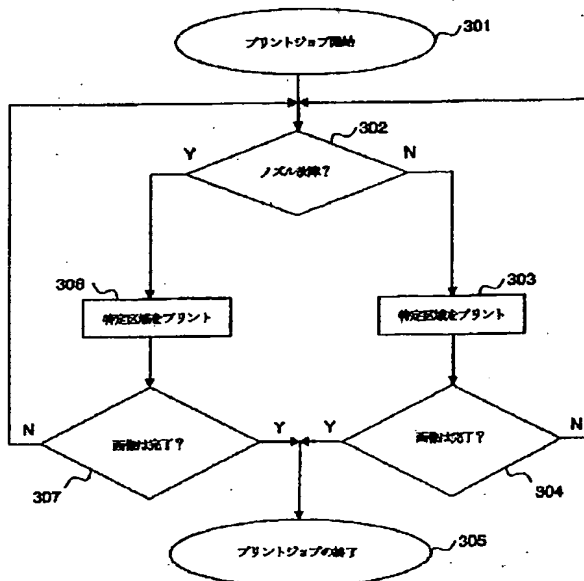 プリントジョブ開始
301
302
Y
N
ノズル故障?
306
303
特定区域をプリント
特定区域をプリント
N
画像は完了?
Y
Y
画像は完了?
N
307
304
プリントジョブの終了
305